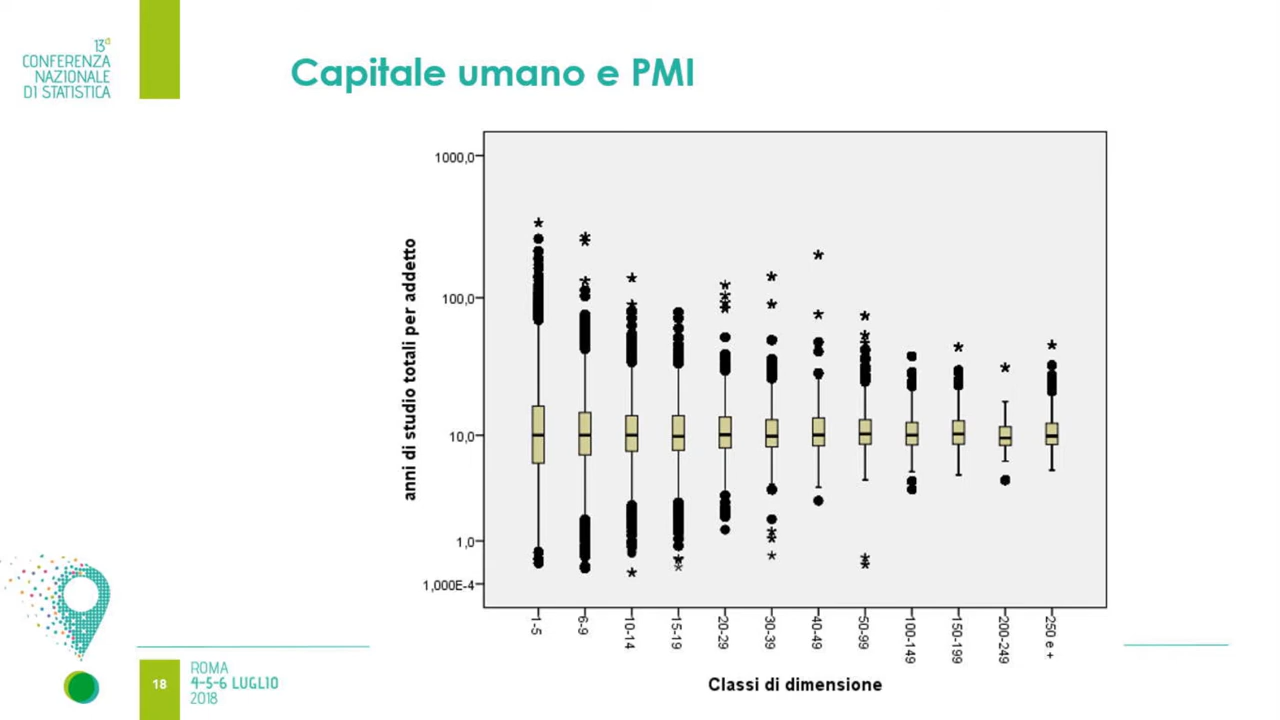 13ª
CONFERENZA
NAZIONALE
DI STATISTICA
Capitale umano e PMI
anni di studio totali per addetto
1000,0
100,0
10,0
1,0
1,000E-4
1-5
6-9
10-14
15-19
20-29
30-39
40-49
50-99
100-149
150-199
200-249
250 e +
Classi di dimensione
18
ROMA
4-5-6 LUGLIO
2018